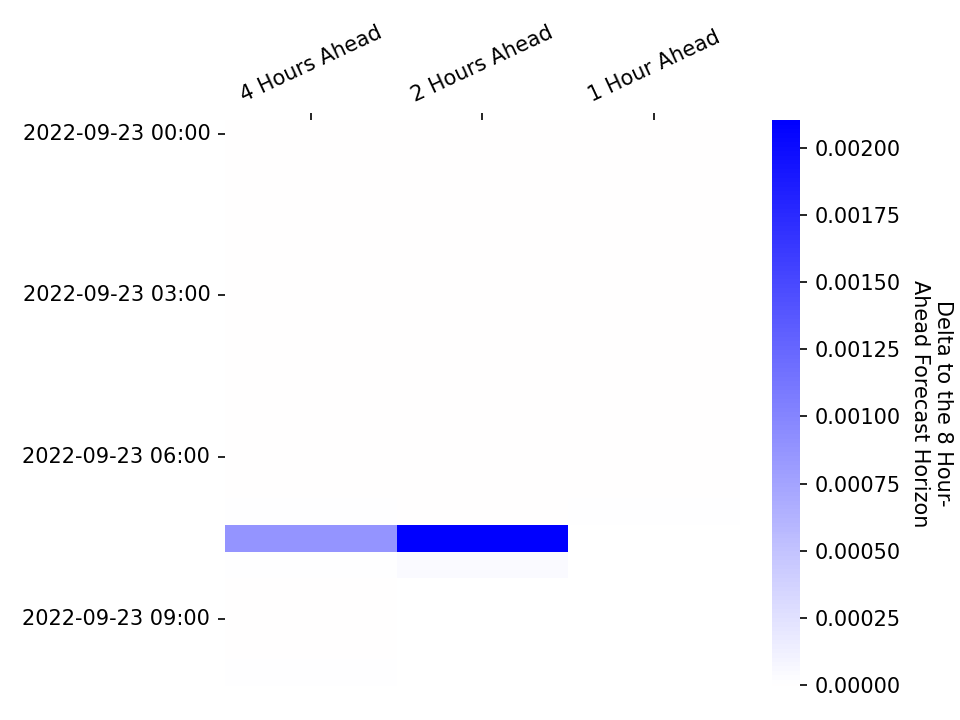 4 Hours Ahead
2 Hours Ahead
1 Hour Ahead
2022-09-23 00:00
2022-09-23 03:00
2022-09-23 06:00
2022-09-23 09:00
0.00200
0.00175
0.00150
0.00125
0.00100
0.00075
0.00050
0.00025
0.00000
Delta to the 8 Hour-
Ahead Forecast Horizon